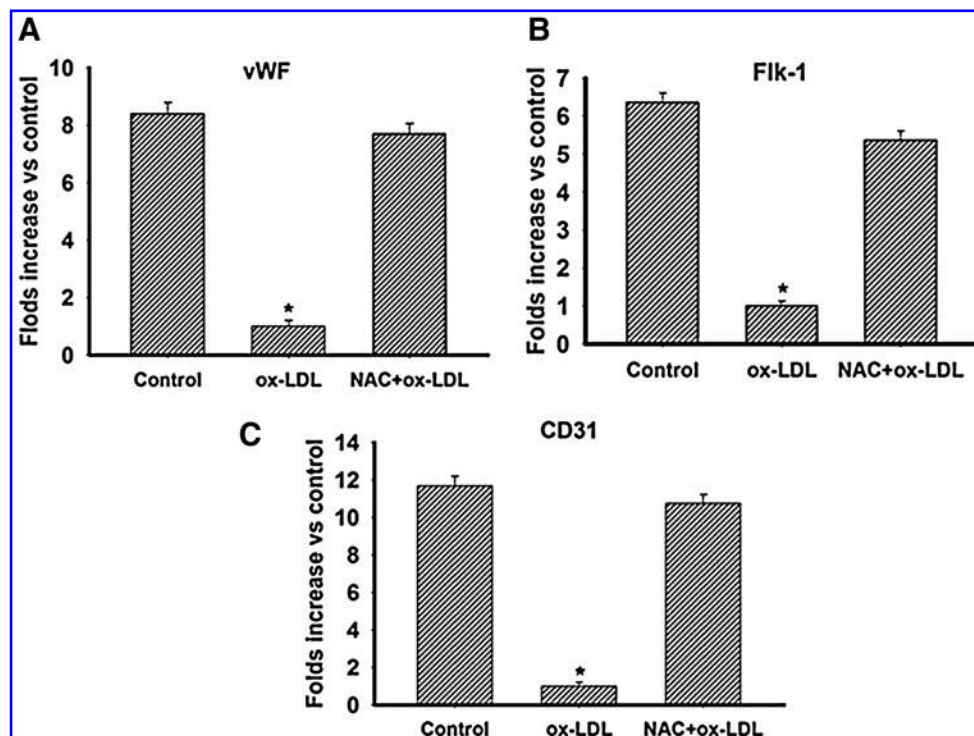 A
vWF
Flods increase vs control
10
8
6
4
2
0
*
Control ox-LDL NAC+ox-LDL
B
Flk-1
Folds increase vs control
7
6
5
4
3
2
1
0
*
Control ox-LDL NAC+ox-LDL
C
CD31
Folds increase vs control
14
12
10
8
6
4
2
0
*
Control ox-LDL NAC+ox-LDL